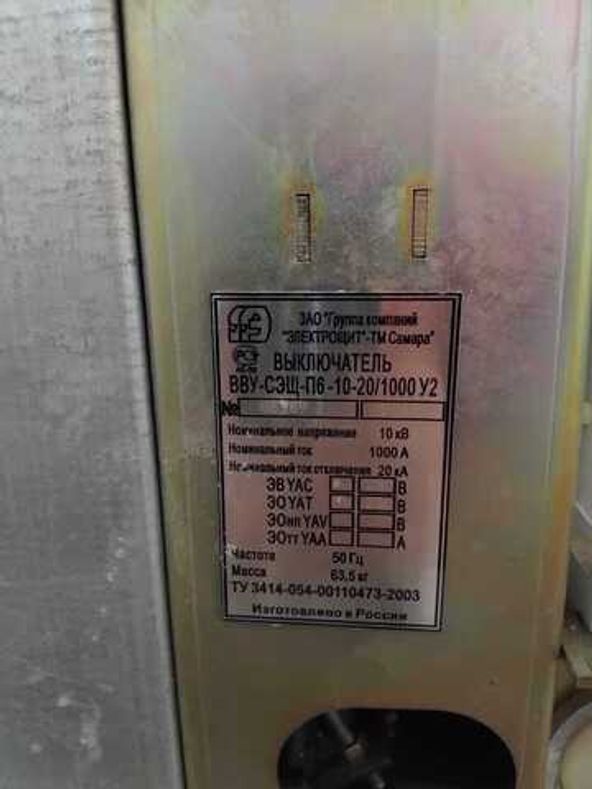 ЗАО "Группа компаний
"ЭЛЕКТРОЩИТ"-ТМ Самара"
ВЫКЛЮЧАТЕЛЬ
ВВУ-СЭЩ-П6-10-20/1000 У2
№
Номинальное напряжение 10 кВ
Номинальный ток 1000 А
Номинальный ток отключения 20 кА
ЭВ YAC В
ЭО YAT В
ЭОнп YAV В
ЭОтт YAA А
Частота 50 Гц
Масса 63,5 кг
ТУ 3414-054-00110473-2003
Изготовлено в России